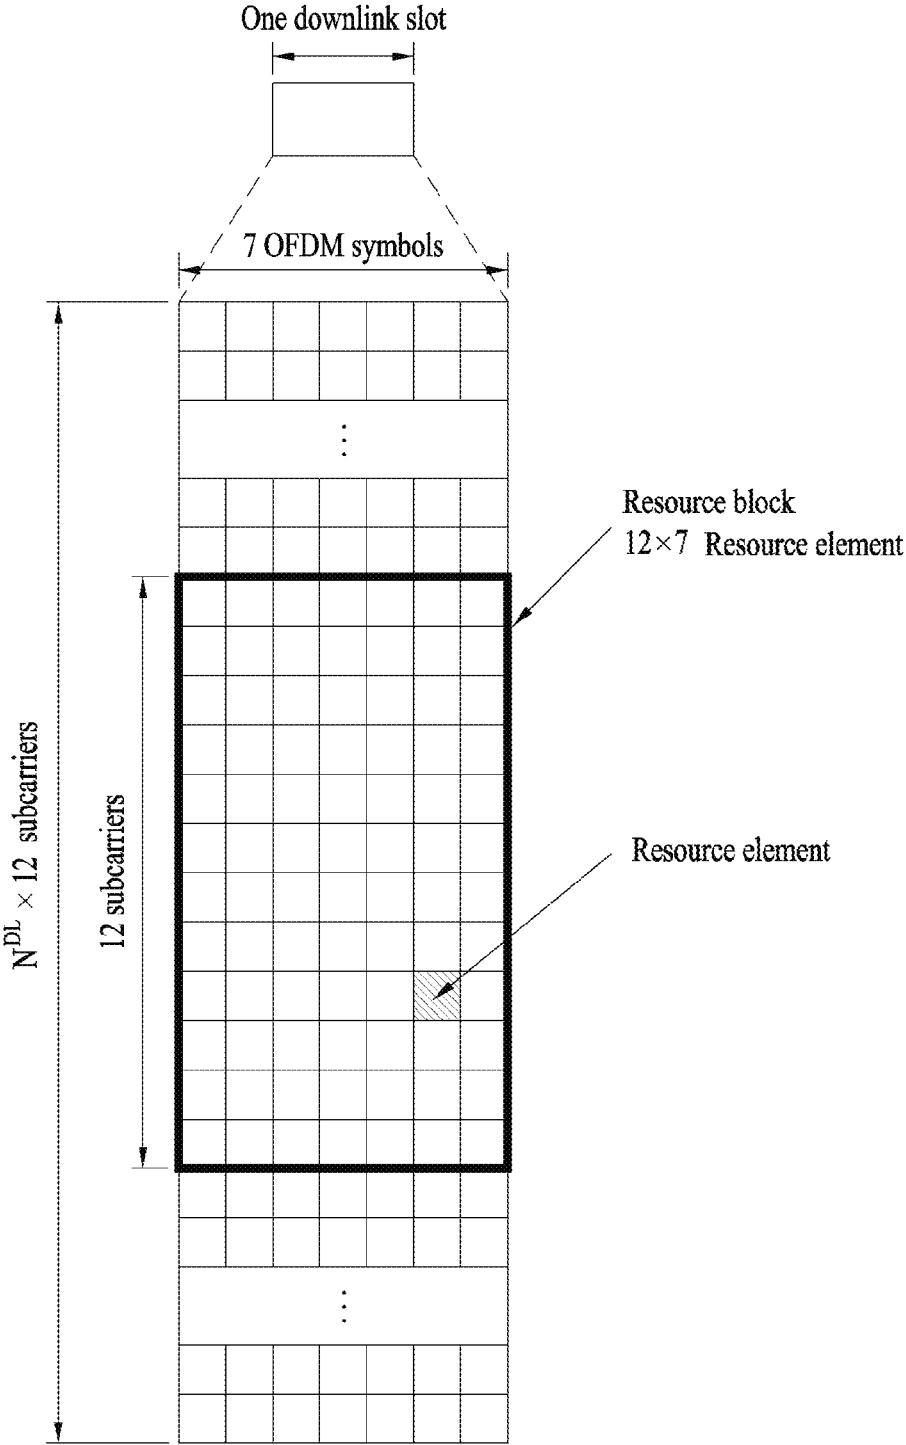 One downlink slot
7 OFDM symbols
Resource block
12×7 Resource element
N^DL × 12 subcarriers
12 subcarriers
Resource element